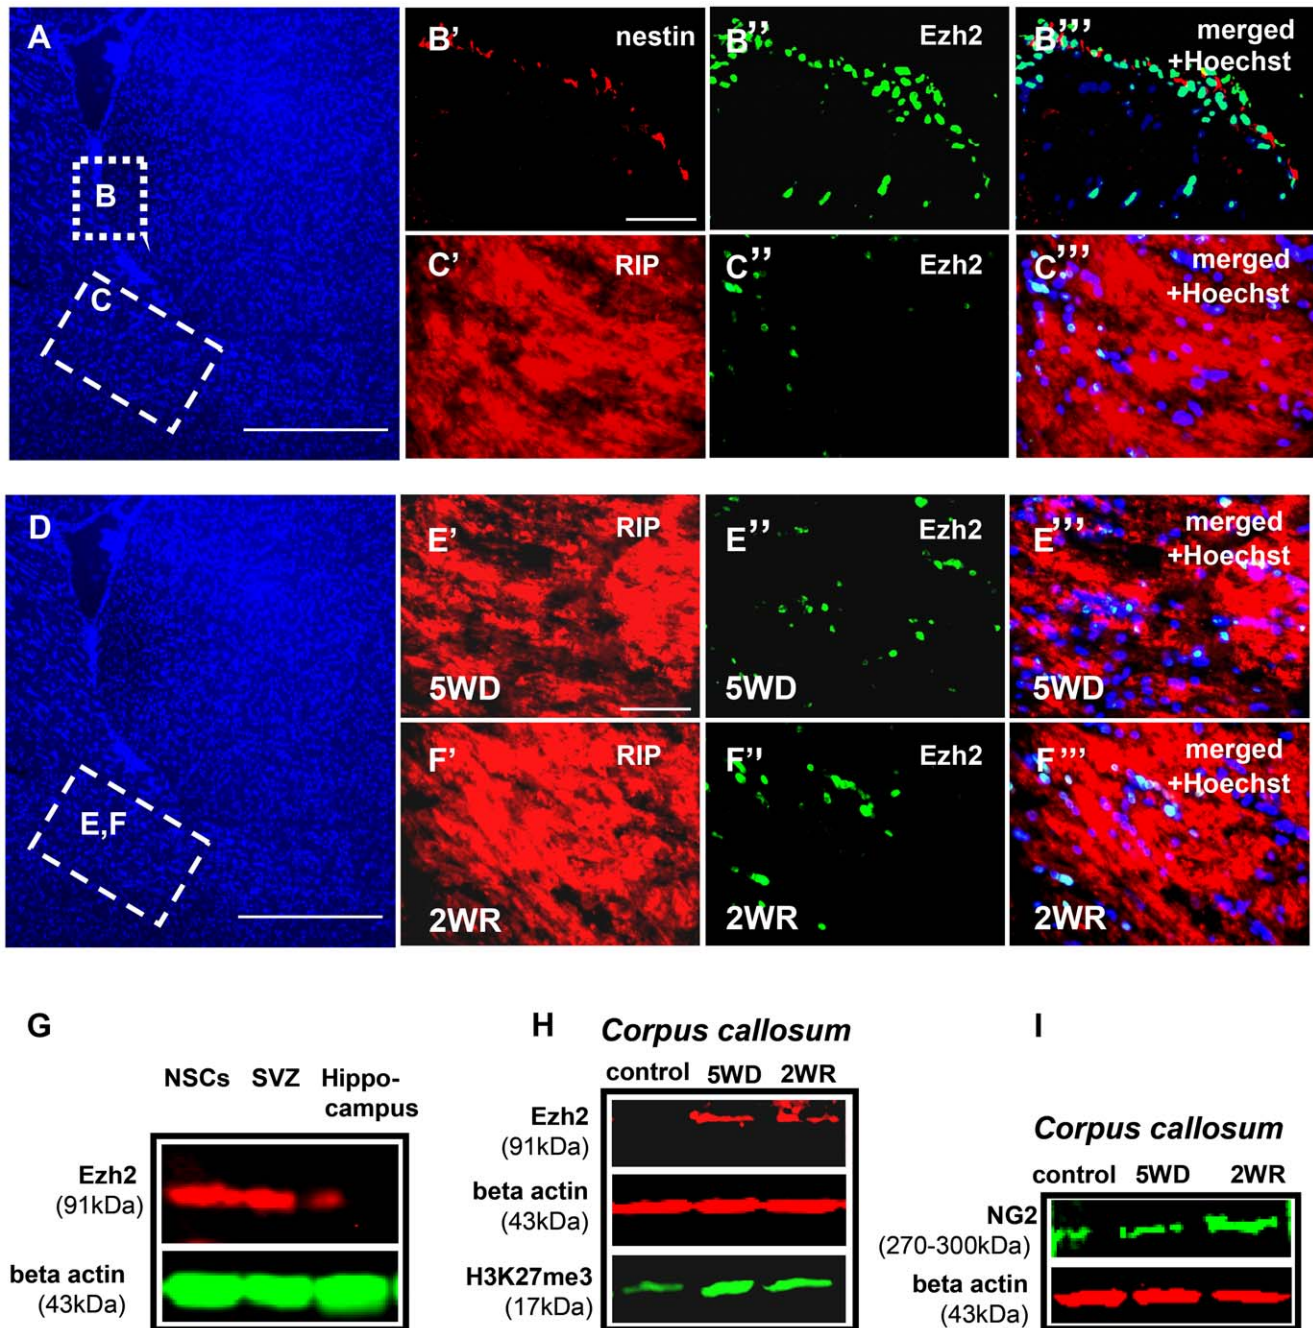 A
B
C
B’ nestin
B’’ Ezh2
B’’’ merged
+Hoechst
C’ RIP
C’’ Ezh2
C’’’ merged
+Hoechst
D
E,F
E’ RIP
5WD
E’’ Ezh2
5WD
E’’’ merged
+Hoechst
5WD
F’ RIP
2WR
F’’ Ezh2
2WR
F’’’ merged
+Hoechst
2WR
G
NSCs SVZ Hippo-
campus
Ezh2
(91kDa)
beta actin
(43kDa)
H
Corpus callosum
control 5WD 2WR
Ezh2
(91kDa)
beta actin
(43kDa)
H3K27me3
(17kDa)
I
Corpus callosum
control 5WD 2WR
NG2
(270-300kDa)
beta actin
(43kDa)